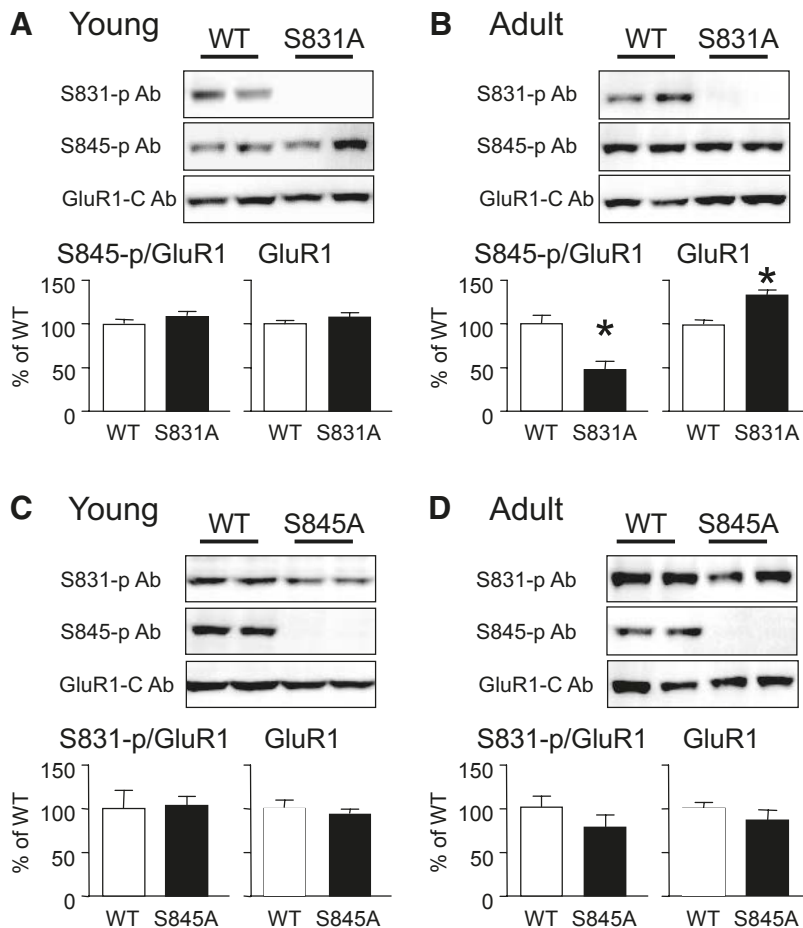 A Young
WT S831A
S831-p Ab
S845-p Ab
GluR1-C Ab
S845-p/GluR1 GluR1
% of WT
150
100
50
0
WT S831A WT S831A
B Adult
WT S831A
S831-p Ab
S845-p Ab
GluR1-C Ab
S845-p/GluR1 GluR1
* *
% of WT
150
100
50
0
WT S831A WT S831A
C Young
WT S845A
S831-p Ab
S845-p Ab
GluR1-C Ab
S831-p/GluR1 GluR1
% of WT
150
100
50
0
WT S845A WT S845A
D Adult
WT S845A
S831-p Ab
S845-p Ab
GluR1-C Ab
S831-p/GluR1 GluR1
% of WT
150
100
50
0
WT S845A WT S845A